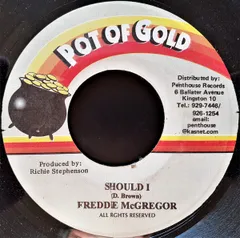 POT OF GOLD
Distributed by:
Penthouse Records
6 Ballater Avenue
Kingston 10
Tel.: 929-7446/
926-1254
email:
penthouse
@kasnet.com
Produced by:
Richie Stephenson
SHOULD I
(D. Brown)
FREDDIE McGREGOR
ALL RIGHTS RESERVED